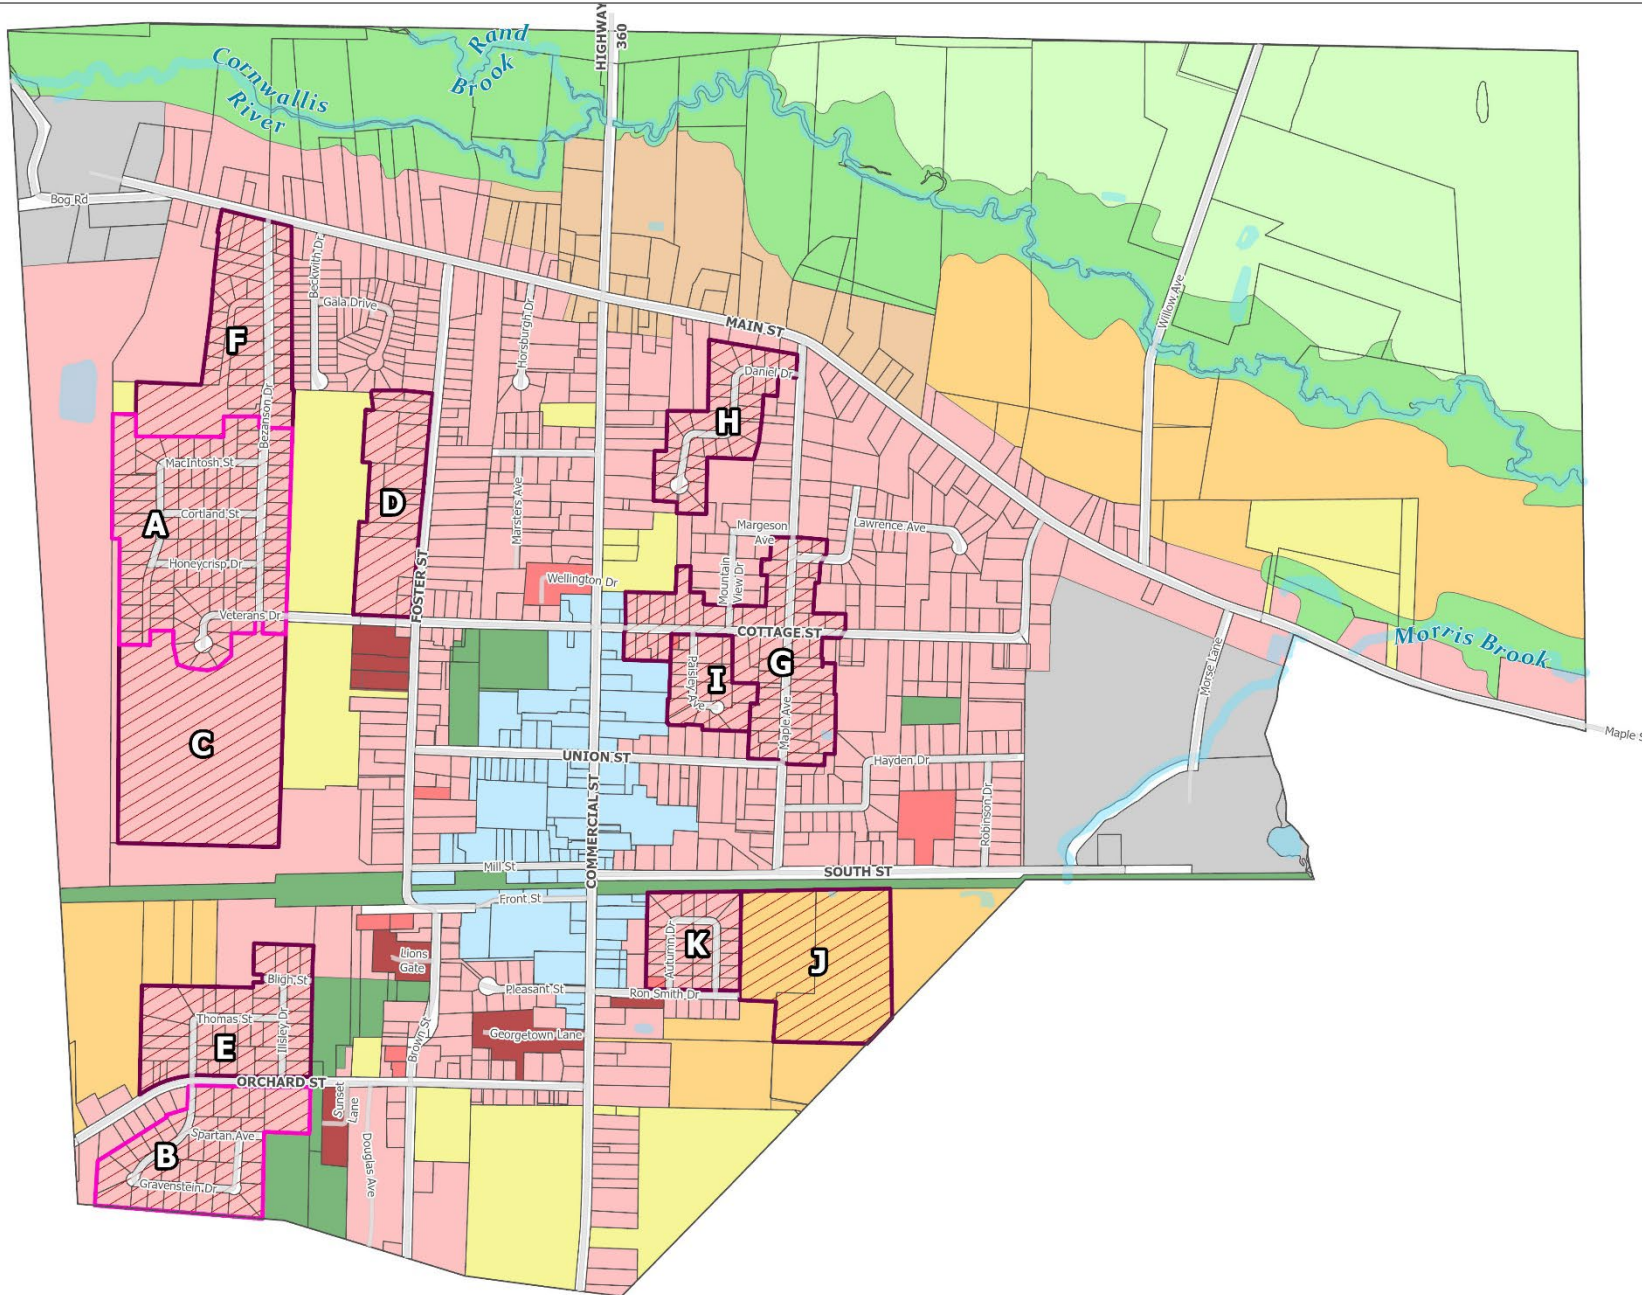 HIGHWAY
360
Rand
Brook
Cornwallis
River
Bog Rd
Beckwith Dr
Gala Drive
Horsburgh Dr
MAIN ST
Willow Ave
F
Daniel Dr
H
Bezanson Dr
MacIntosh St
Cortland St
A
D
Honeycrisp Dr
Veterans Dr
Marsters Ave
Margeson
Ave
Lawrence Ave
Mountain
View Dr
Wellington Dr
FOSTER ST
COTTAGE ST
Morris Brook
Morse Lane
Paisley Ave
I
G
Maple Ave
C
Maple S
UNION ST
Hayden Dr
COMMERCIAL ST
Robinson Dr
Mill St
SOUTH ST
Front St
Autumn Dr
K
J
Lions
Gate
Bligh St
Pleasant St
Ron Smith Dr
Thomas St
Illsley Dr
E
Brown St
Georgetown Lane
ORCHARD ST
Sunset
Lane
Spartan Ave
B
Gravenstein Dr
Douglas Ave